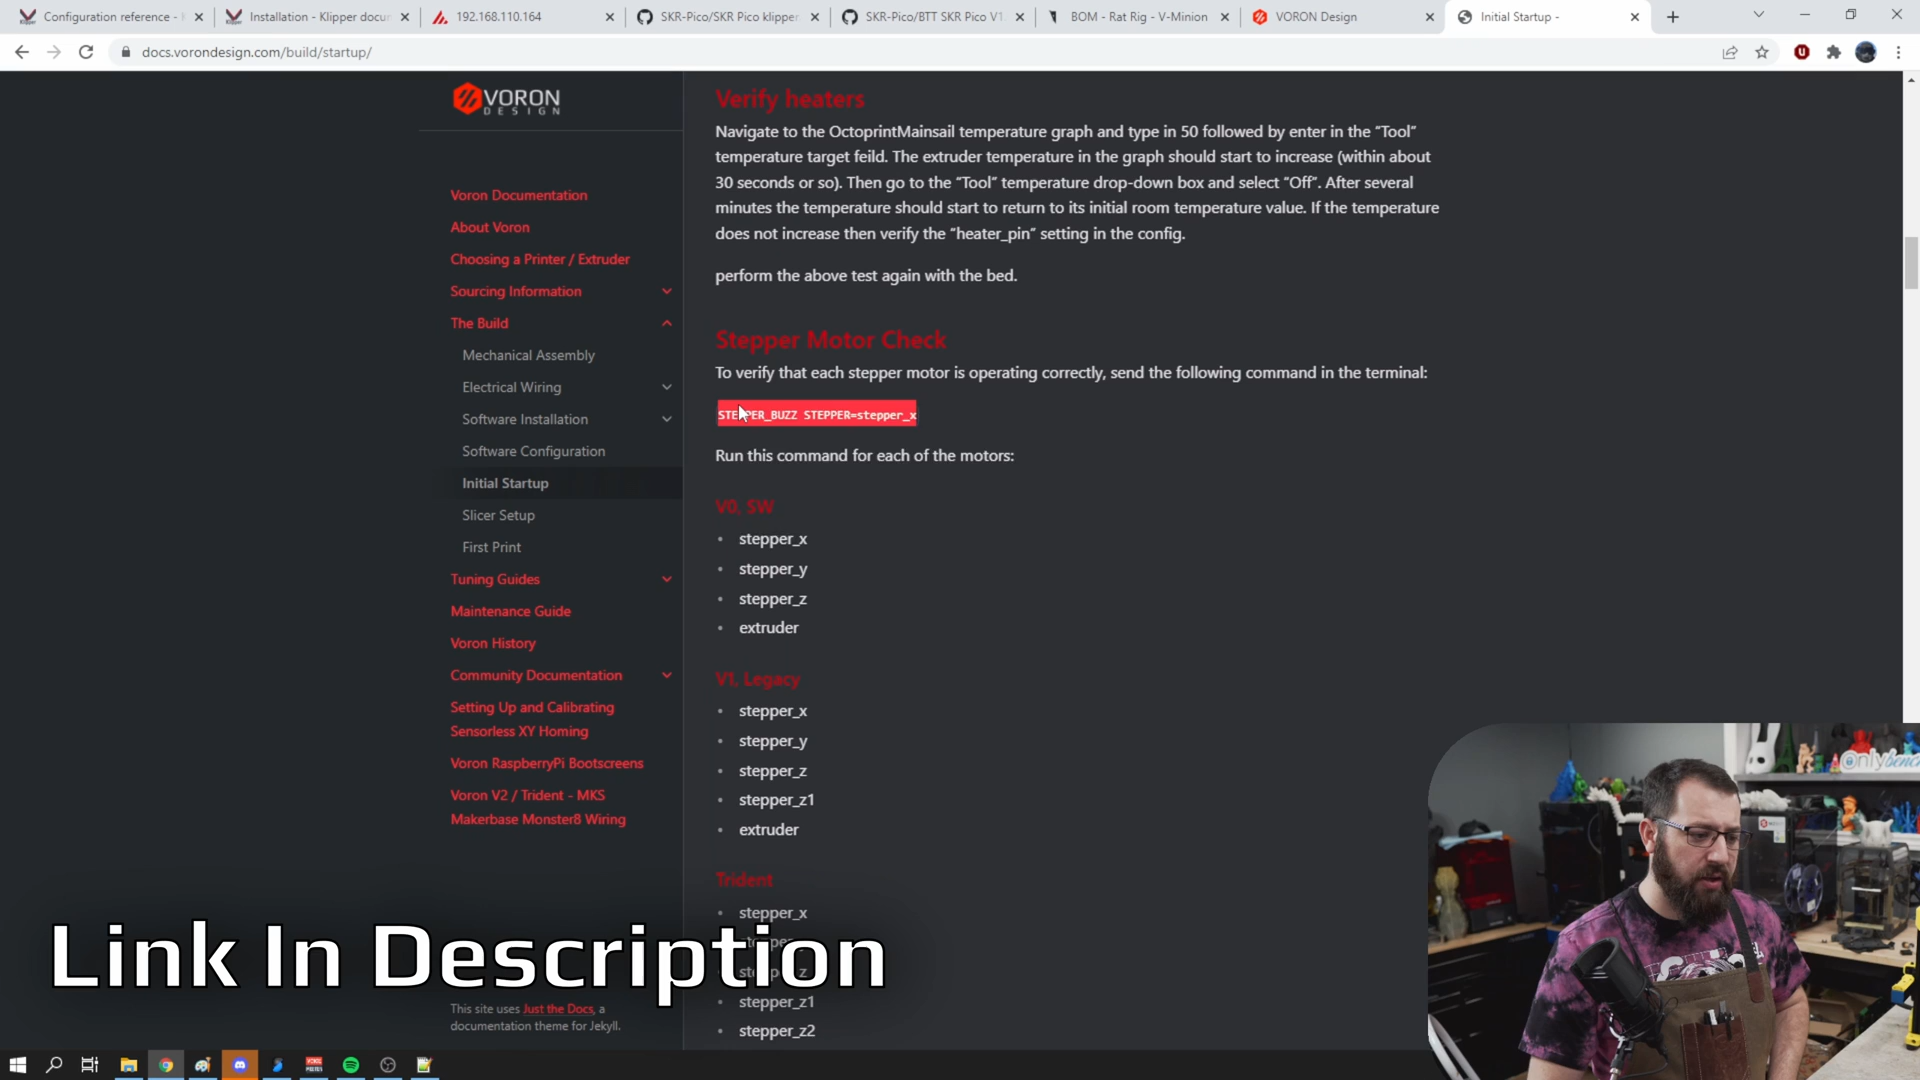 Configuration reference -
Installation - Klipper docu
192.168.110.164
SKR-Pico/SKR Pico klipper
SKR-Pico/BTT SKR Pico V1.
BOM - Rat Rig - V-Minion
VORON Design
Initial Startup -
docs.vorondesign.com/build/startup/
VORON
DESIGN
Voron Documentation
About Voron
Choosing a Printer / Extruder
Sourcing Information
The Build
Mechanical Assembly
Electrical Wiring
Software Installation
Software Configuration
Initial Startup
Slicer Setup
First Print
Tuning Guides
Maintenance Guide
Voron History
Community Documentation
Setting Up and Calibrating
Sensorless XY Homing
Voron RaspberryPi Bootscreens
Voron V2 / Trident - MKS
Makerbase Monster8 Wiring
This site uses Just the Docs, a
documentation theme for Jekyll.
Verify heaters
Navigate to the OctoprintMainsail temperature graph and type in 50 followed by enter in the “Tool”
temperature target feild. The extruder temperature in the graph should start to increase (within about
30 seconds or so). Then go to the “Tool” temperature drop-down box and select “Off”. After several
minutes the temperature should start to return to its initial room temperature value. If the temperature
does not increase then verify the “heater_pin” setting in the config.
perform the above test again with the bed.
Stepper Motor Check
To verify that each stepper motor is operating correctly, send the following command in the terminal:
STEPPER_BUZZ STEPPER=stepper_x
Run this command for each of the motors:
V0, SW
stepper_x
stepper_y
stepper_z
extruder
V1, Legacy
stepper_x
stepper_y
stepper_z
stepper_z1
extruder
Trident
stepper_x
stepper_z1
stepper_z2
Link In Description
@onlybenc